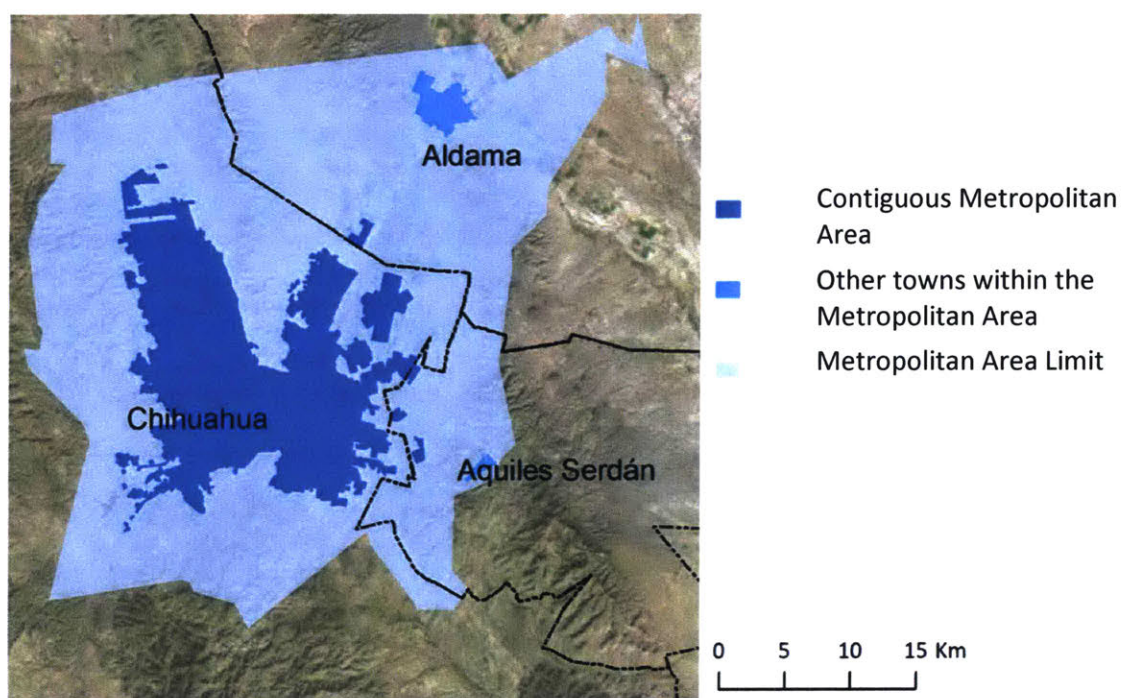 Aldama
Chihuahua
Aquiles Serdán
Contiguous Metropolitan
Area
Other towns within the
Metropolitan Area
Metropolitan Area Limit
0 5 10 15 Km